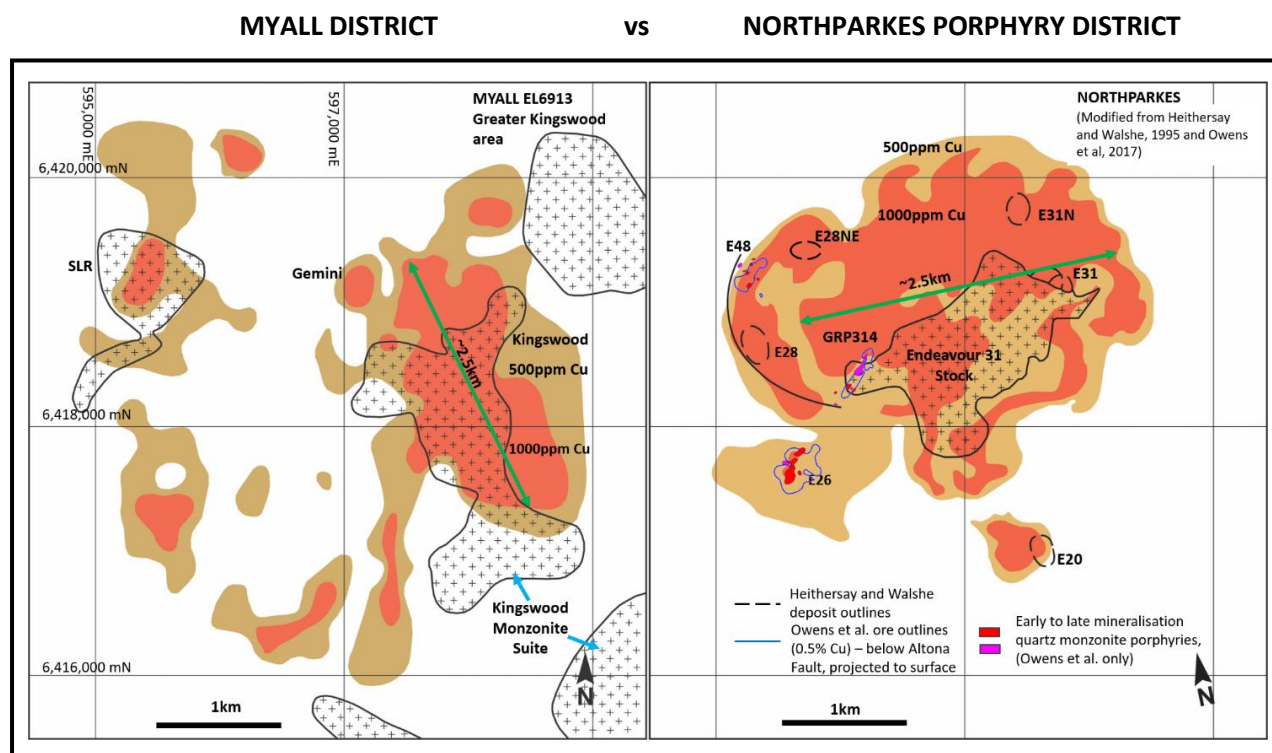 MYALL DISTRICT vs NORTHPARKES PORPHYRY DISTRICT
595,000 mE
597,000 mE
MYALL EL6913
Greater Kingswood
area
6,420,000 mN
SLR
Gemini
Kingswood
500ppm Cu
~2.5km
6,418,000 mN
1000ppm Cu
Kingswood
Monzonite
Suite
6,416,000 mN
N
1km
NORTHPARKES
(Modified from Heithersay
and Walshe, 1995 and Owens
et al, 2017)
500ppm Cu
1000ppm Cu
E31N
E28NE
E48
E31
~2.5km
GRP314
E28
Endeavour 31
Stock
E26
E20
Heithersay and Walshe
deposit outlines
Owens et al. ore outlines
(0.5% Cu) – below Altona
Fault, projected to surface
Early to late mineralisation
quartz monzonite porphyries,
(Owens et al. only)
N
1km